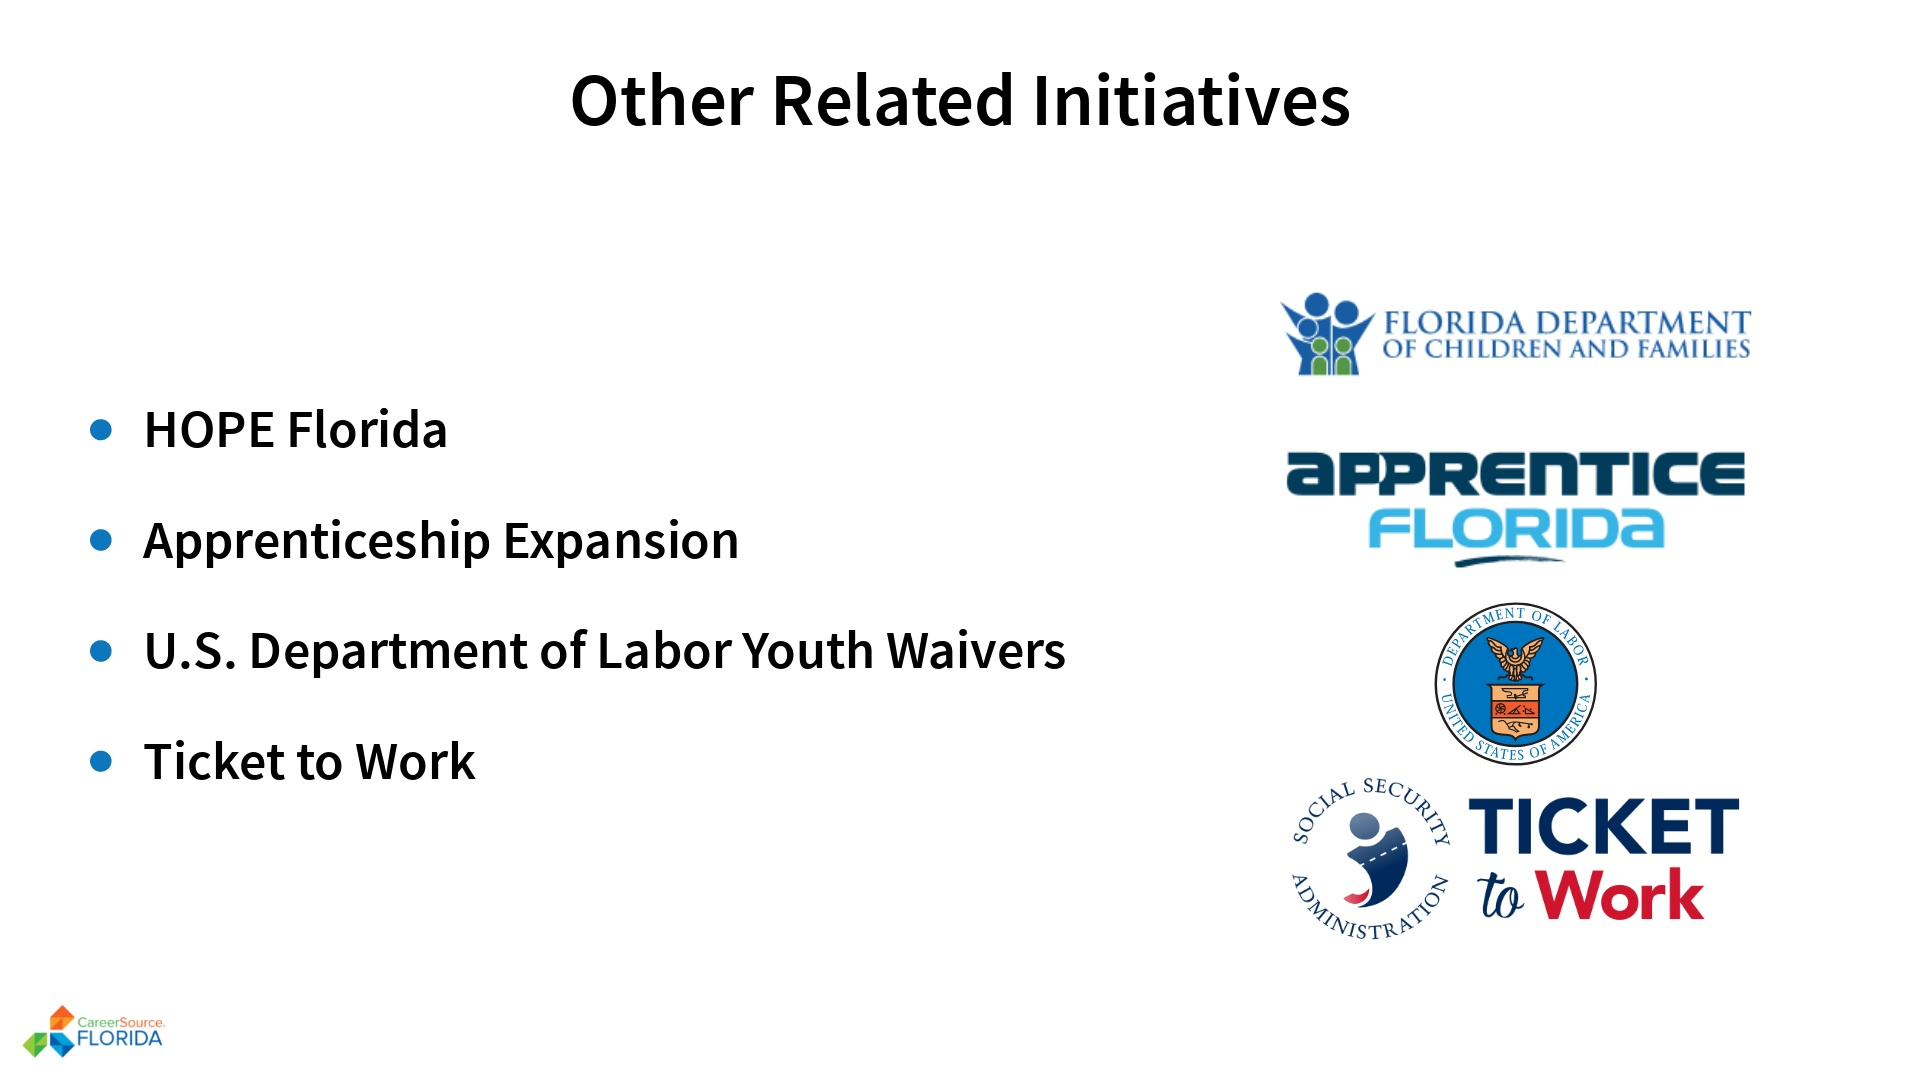 Other Related Initiatives
HOPE Florida
Apprenticeship Expansion
U.S. Department of Labor Youth Waivers
Ticket to Work
FLORIDA DEPARTMENT
OF CHILDREN AND FAMILIES
APPRENTICE
FLORIDA
DEPARTMENT OF LABOR
UNITED STATES OF AMERICA
SOCIAL SECURITY
ADMINISTRATION
TICKET
to Work
CareerSource.
FLORIDA